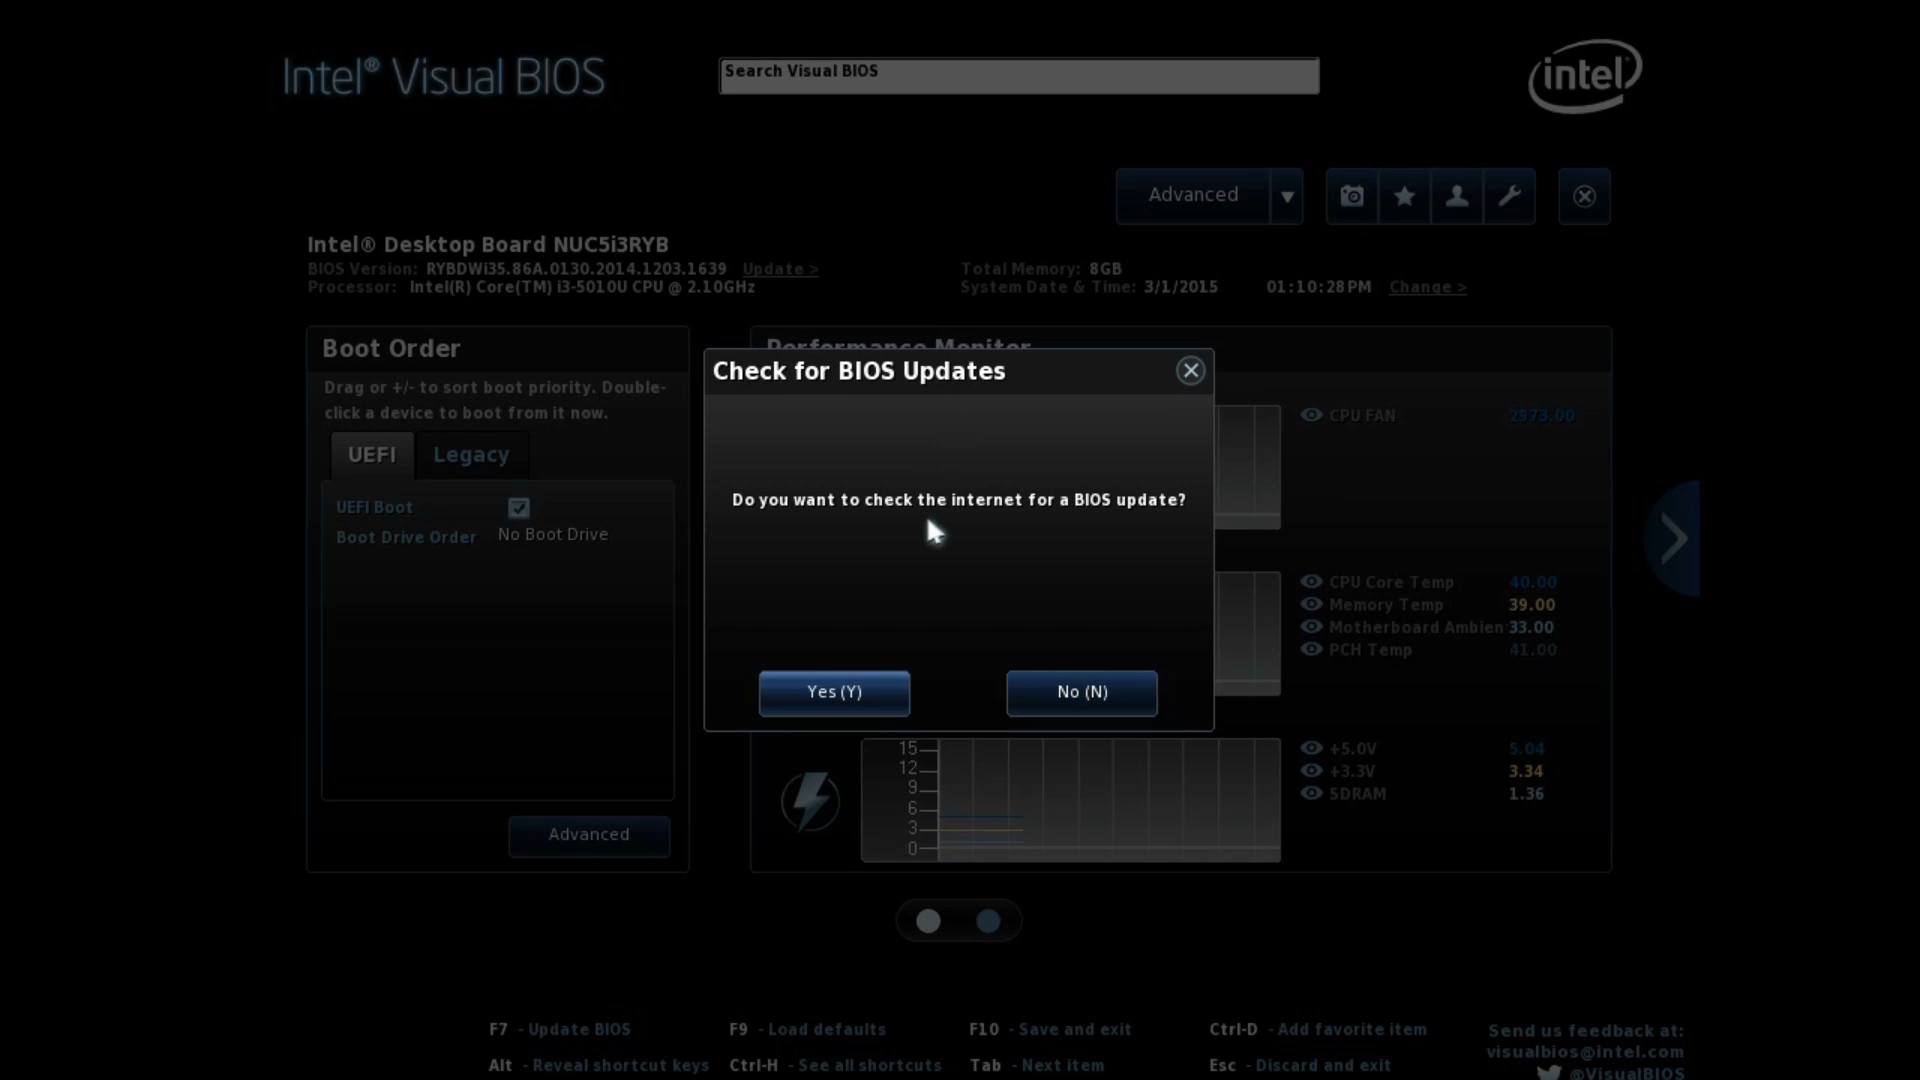 Intel® Visual BIOS
Search Visual BIOS
intel
Advanced
Intel® Desktop Board NUC5i3RYB
BIOS Version: RYBDWi35.86A.0130.2014.1203.1639 Update >
Total Memory: 8GB
Processor: Intel(R) Core(TM) i3-5010U CPU @ 2.10GHz
System Date & Time: 3/1/2015 01:10:28PM Change >
Boot Order
Drag or +/- to sort boot priority. Double-
click a device to boot from it now.
UEFI Legacy
UEFI Boot
Boot Drive Order No Boot Drive
Advanced
Performance Monitor
Check for BIOS Updates
Do you want to check the internet for a BIOS update?
Yes (Y) No (N)
CPU FAN 2973.00
CPU Core Temp 40.00
Memory Temp 39.00
Motherboard Ambien 33.00
PCH Temp 41.00
15
12
9
6
3
0
+5.0V 5.04
+3.3V 3.34
SDRAM 1.36
F7 - Update BIOS F9 - Load defaults F10 - Save and exit Ctrl-D - Add favorite item
Alt - Reveal shortcut keys Ctrl-H - See all shortcuts Tab - Next item Esc - Discard and exit
Send us feedback at:
visualbios@intel.com
@VisualBIOS